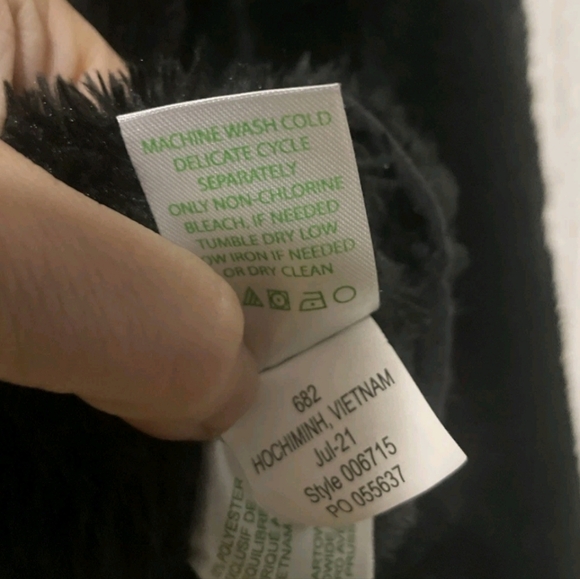 MACHINE WASH COLD
DELICATE CYCLE
SEPARATELY
ONLY NON-CHLORINE
BLEACH, IF NEEDED
TUMBLE DRY LOW
OW IRON IF NEEDED
OR DRY CLEAN
682
HOCHIMINH, VIETNAM
Jul-21
Style 006715
PO 055637
POLYESTER